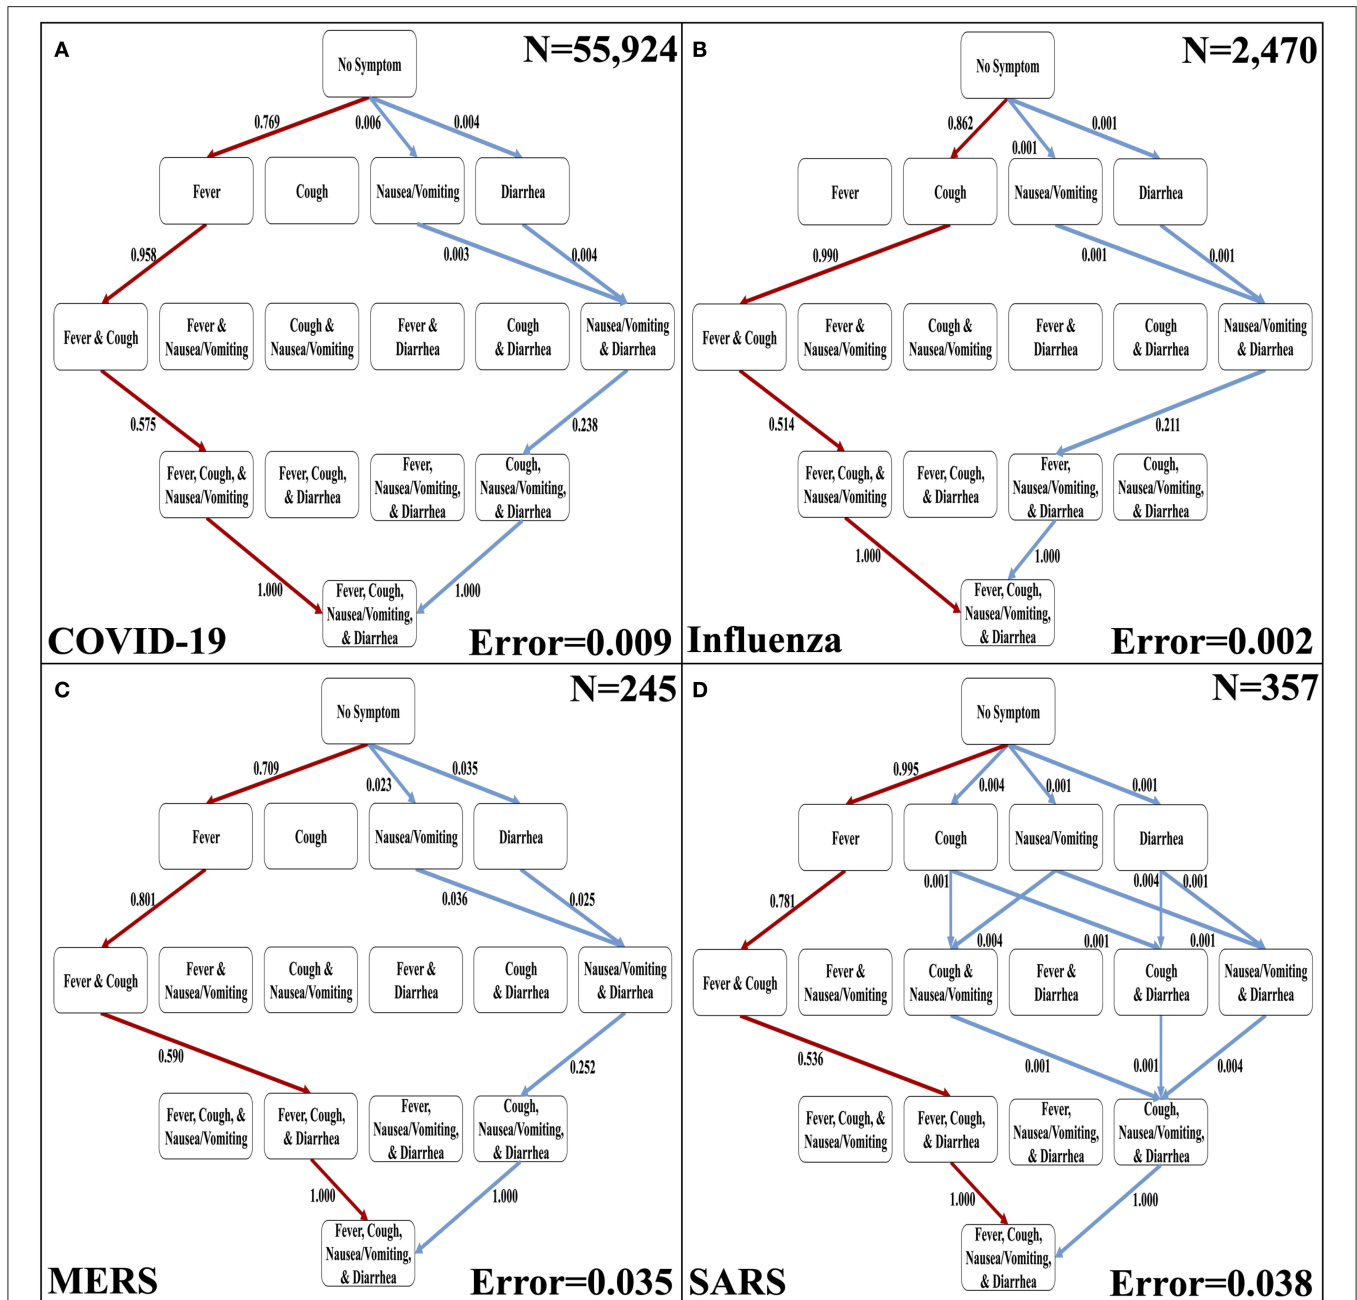 A
N=55,924
No Symptom
0.769
0.006
0.004
Fever
Cough
Nausea/Vomiting
Diarrhea
0.958
0.003
0.004
Fever & Cough
Fever &
Nausea/Vomiting
Cough &
Nausea/Vomiting
Fever &
Diarrhea
Cough
& Diarrhea
Nausea/Vomiting
& Diarrhea
0.575
0.238
Fever, Cough, &
Nausea/Vomiting
Fever, Cough,
& Diarrhea
Fever,
Nausea/Vomiting,
& Diarrhea
Cough,
Nausea/Vomiting,
& Diarrhea
1.000
1.000
Fever, Cough,
Nausea/Vomiting,
& Diarrhea
COVID-19
Error=0.009
B
N=2,470
No Symptom
0.862
0.001
0.001
Fever
Cough
Nausea/Vomiting
Diarrhea
0.990
0.001
0.001
Fever & Cough
Fever &
Nausea/Vomiting
Cough &
Nausea/Vomiting
Fever &
Diarrhea
Cough
& Diarrhea
Nausea/Vomiting
& Diarrhea
0.514
0.211
Fever, Cough, &
Nausea/Vomiting
Fever, Cough,
& Diarrhea
Fever,
Nausea/Vomiting,
& Diarrhea
Cough,
Nausea/Vomiting,
& Diarrhea
1.000
1.000
Fever, Cough,
Nausea/Vomiting,
& Diarrhea
Influenza
Error=0.002
C
N=245
No Symptom
0.709
0.023
0.035
Fever
Cough
Nausea/Vomiting
Diarrhea
0.801
0.036
0.025
Fever & Cough
Fever &
Nausea/Vomiting
Cough &
Nausea/Vomiting
Fever &
Diarrhea
Cough
& Diarrhea
Nausea/Vomiting
& Diarrhea
0.590
0.252
Fever, Cough, &
Nausea/Vomiting
Fever, Cough,
& Diarrhea
Fever,
Nausea/Vomiting,
& Diarrhea
Cough,
Nausea/Vomiting,
& Diarrhea
1.000
1.000
Fever, Cough,
Nausea/Vomiting,
& Diarrhea
MERS
Error=0.035
D
N=357
No Symptom
0.995
0.004
0.001
0.001
Fever
Cough
Nausea/Vomiting
Diarrhea
0.781
0.001
0.004
0.001
0.004
0.001
0.001
Fever & Cough
Fever &
Nausea/Vomiting
Cough &
Nausea/Vomiting
Fever &
Diarrhea
Cough
& Diarrhea
Nausea/Vomiting
& Diarrhea
0.536
0.001
0.001
0.004
Fever, Cough, &
Nausea/Vomiting
Fever, Cough,
& Diarrhea
Fever,
Nausea/Vomiting,
& Diarrhea
Cough,
Nausea/Vomiting,
& Diarrhea
1.000
1.000
Fever, Cough,
Nausea/Vomiting,
& Diarrhea
SARS
Error=0.038